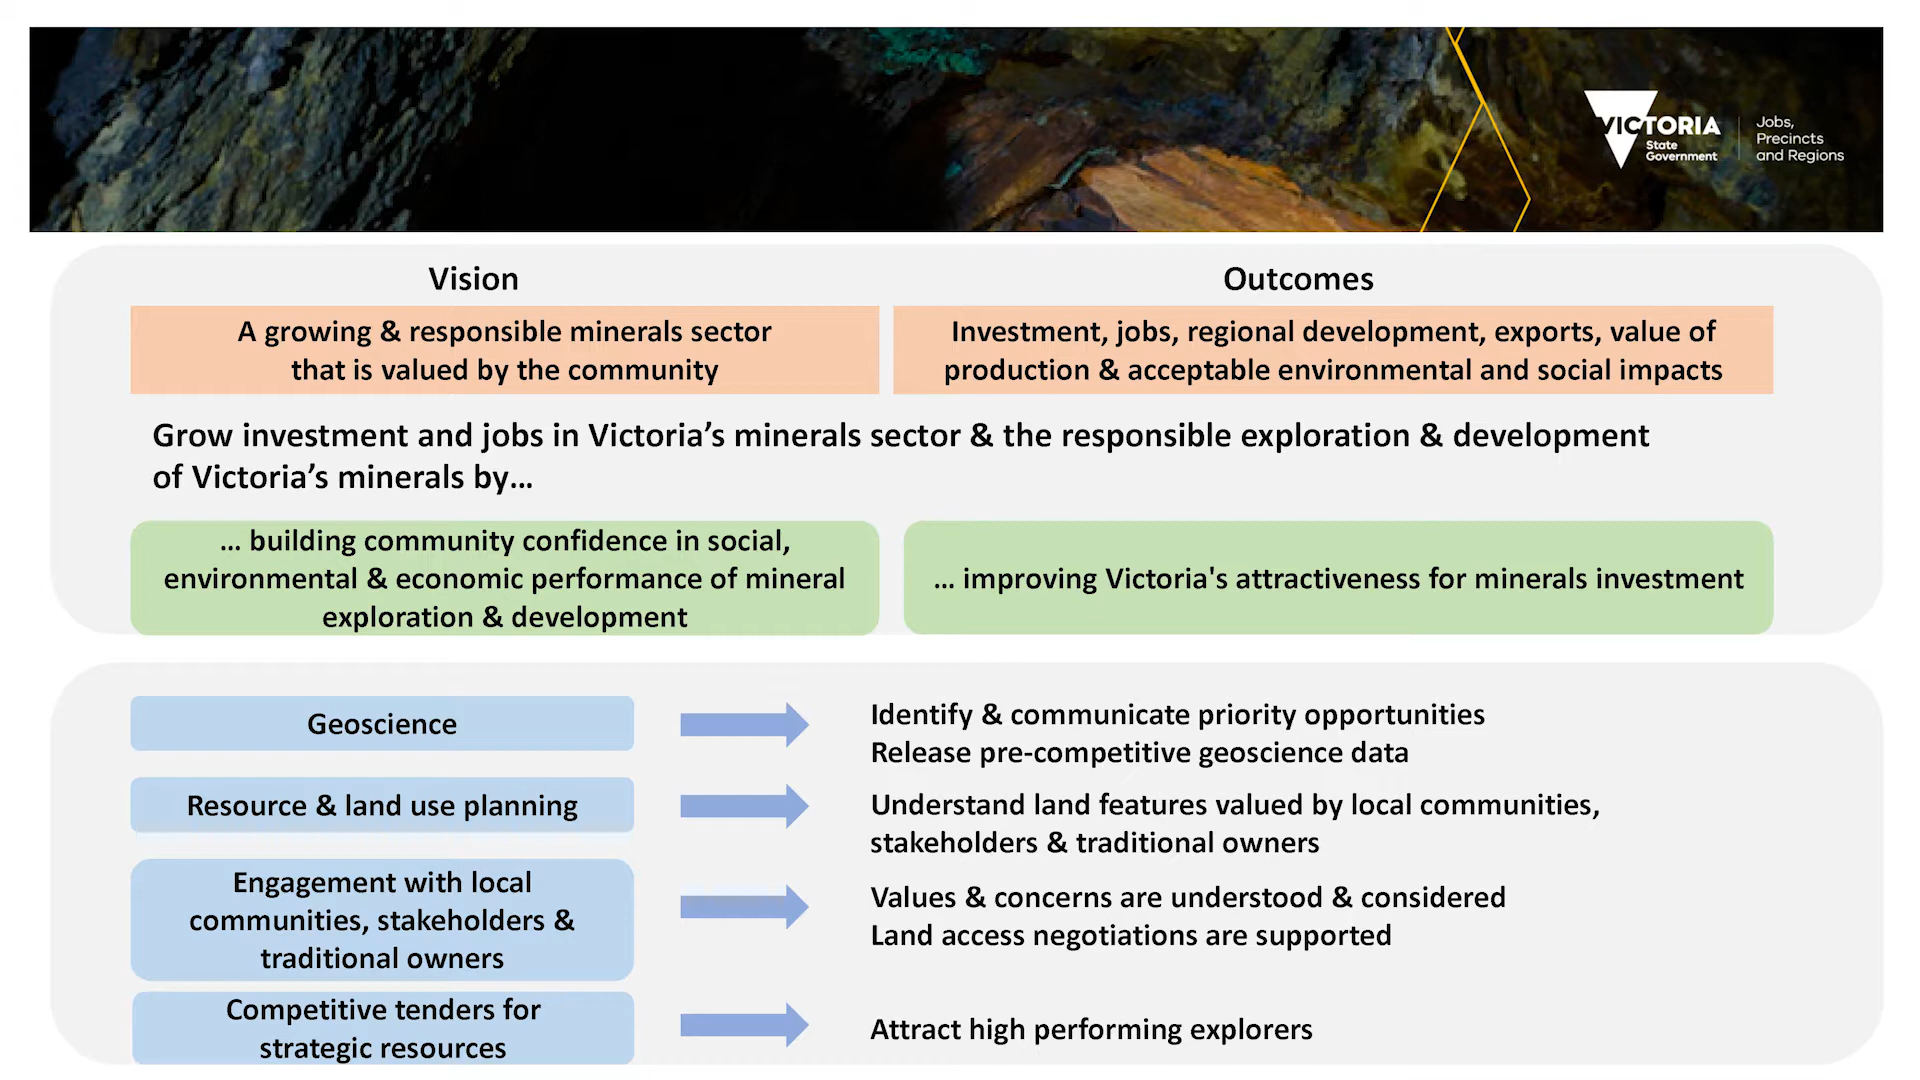 VICTORIA
State
Government
Jobs,
Precincts
and Regions
Vision
Outcomes
A growing & responsible minerals sector
that is valued by the community
Investment, jobs, regional development, exports, value of
production & acceptable environmental and social impacts
Grow investment and jobs in Victoria’s minerals sector & the responsible exploration & development
of Victoria’s minerals by…
… building community confidence in social,
environmental & economic performance of mineral
exploration & development
… improving Victoria's attractiveness for minerals investment
Geoscience
Identify & communicate priority opportunities
Release pre-competitive geoscience data
Resource & land use planning
Understand land features valued by local communities,
stakeholders & traditional owners
Engagement with local
communities, stakeholders &
traditional owners
Values & concerns are understood & considered
Land access negotiations are supported
Competitive tenders for
strategic resources
Attract high performing explorers